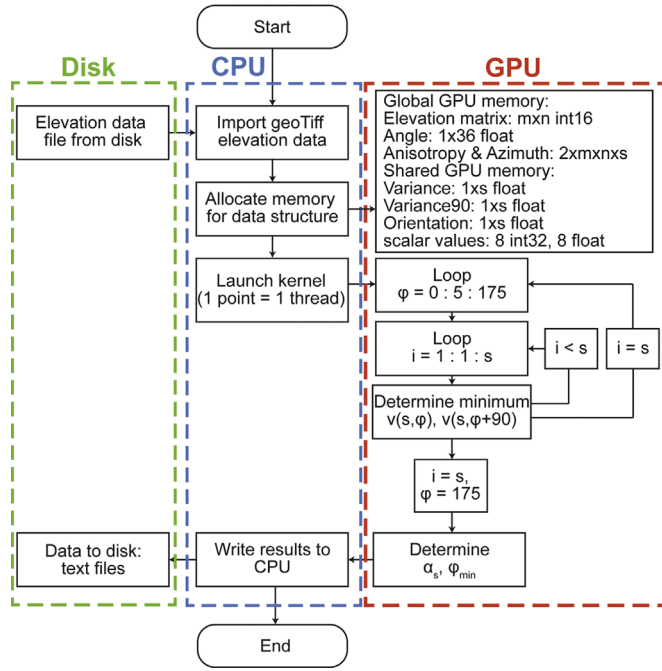 Start
Disk
CPU
GPU
Elevation data
file from disk
Import geoTiff
elevation data
Global GPU memory:
Elevation matrix: mxn int16
Angle: 1x36 float
Anisotropy & Azimuth: 2xmxnxs
Shared GPU memory:
Variance: 1xs float
Variance90: 1xs float
Orientation: 1xs float
scalar values: 8 int32, 8 float
Allocate memory
for data structure
Launch kernel
(1 point = 1 thread)
Loop
φ = 0 : 5 : 175
Loop
i = 1 : 1 : s
i < s
i = s
Determine minimum
v(s,φ), v(s,φ+90)
i = s,
φ = 175
Determine
αₛ, φmin
Write results to
CPU
Data to disk:
text files
End